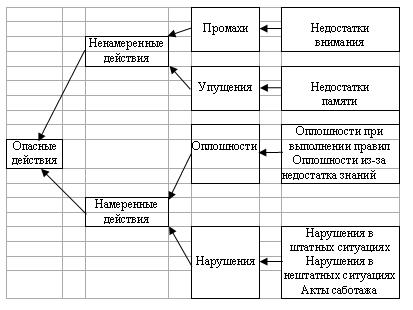 Промахи
Недостатки
внимания
Ненамеренные
действия
Упущения
Недостатки
памяти
Опасные
действия
Оплошности
Оплошности при
выполнении правил
Оплошности из-за
недостатка знаний
Намеренные
действия
Нарушения
Нарушения в
штатных ситуациях
Нарушения в
нештатных ситуациях
Акты саботажа